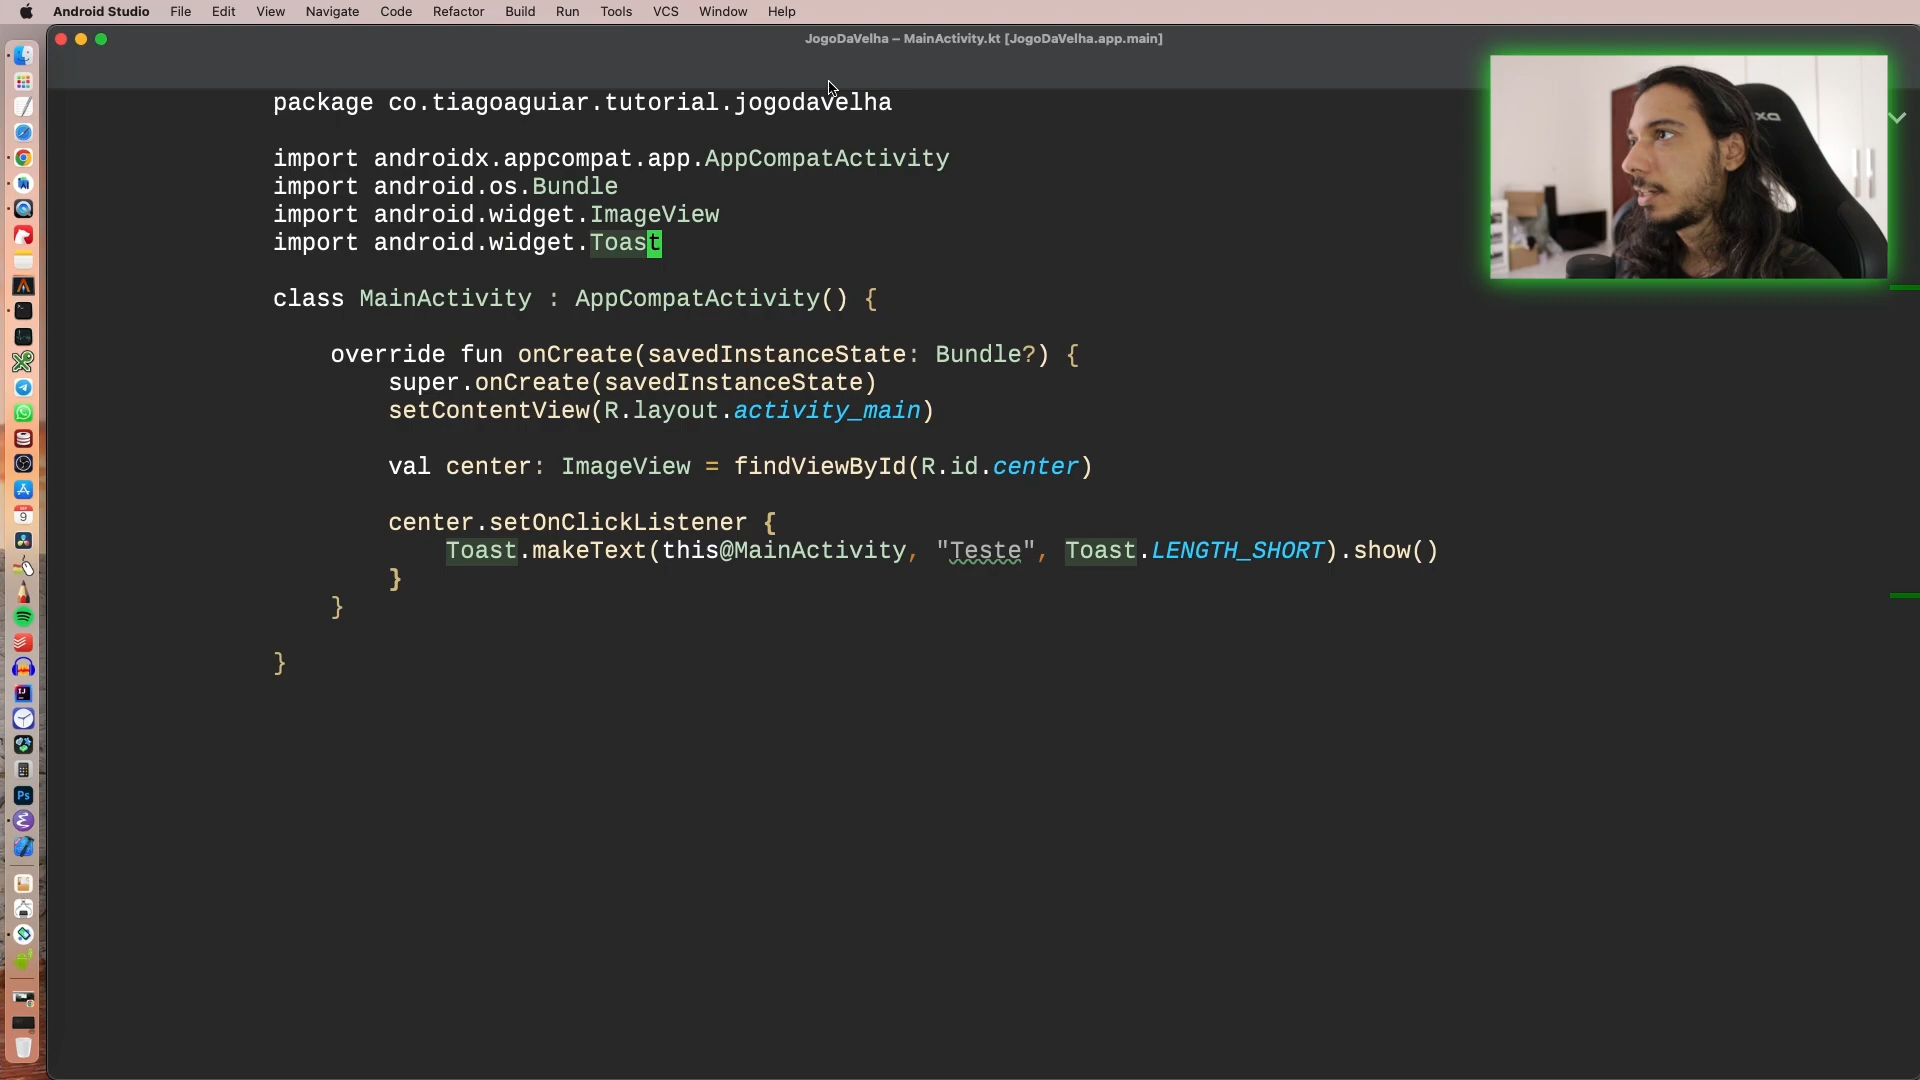 Android Studio File Edit View Navigate Code Refactor Build Run Tools VCS Window Help
JogoDaVelha – MainActivity.kt [JogoDaVelha.app.main]
package co.tiagoaguiar.tutorial.jogodavelha
import androidx.appcompat.app.AppCompatActivity
import android.os.Bundle
import android.widget.ImageView
import android.widget.Toast
class MainActivity : AppCompatActivity() {
override fun onCreate(savedInstanceState: Bundle?) {
super.onCreate(savedInstanceState)
setContentView(R.layout.activity_main)
val center: ImageView = findViewById(R.id.center)
center.setOnClickListener {
Toast.makeText(this@MainActivity, "Teste", Toast.LENGTH_SHORT).show()
}
}
}
9
Ps